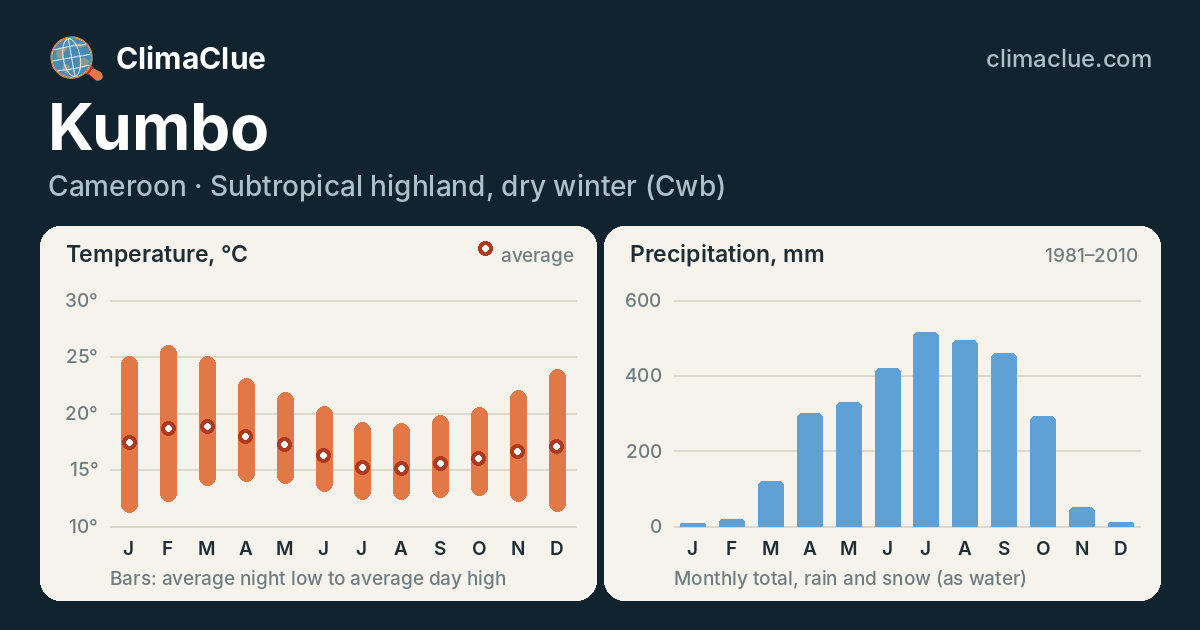 ClimaClue
climaclue.com
Kumbo
Cameroon · Subtropical highland, dry winter (Cwb)
Temperature, °C
average
30°
25°
20°
15°
10°
J F M A M J J A S O N D
Bars: average night low to average day high
Precipitation, mm
1981–2010
600
400
200
0
J F M A M J J A S O N D
Monthly total, rain and snow (as water)